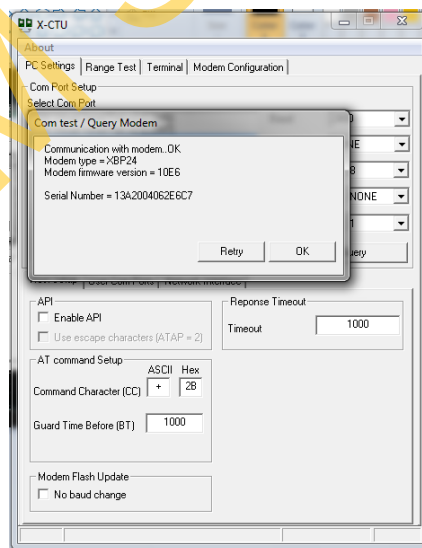 X-CTU
About
PC Settings | Range Test | Terminal | Modem Configuration
Com Port Setup
Select Com Port
Com test / Query Modem
Communication with modem..OK
Modem type = XBP24
Modem firmware version = 10E6
Serial Number = 13A2004062E6C7
Retry
OK
8
NONE
1
API
Enable API
Use escape characters (ATAP = 2)
Reponse Timeout
Timeout
1000
AT command Setup
ASCII Hex
Command Character (CC) + 2B
Guard Time Before (BT) 1000
Modem Flash Update
No baud change